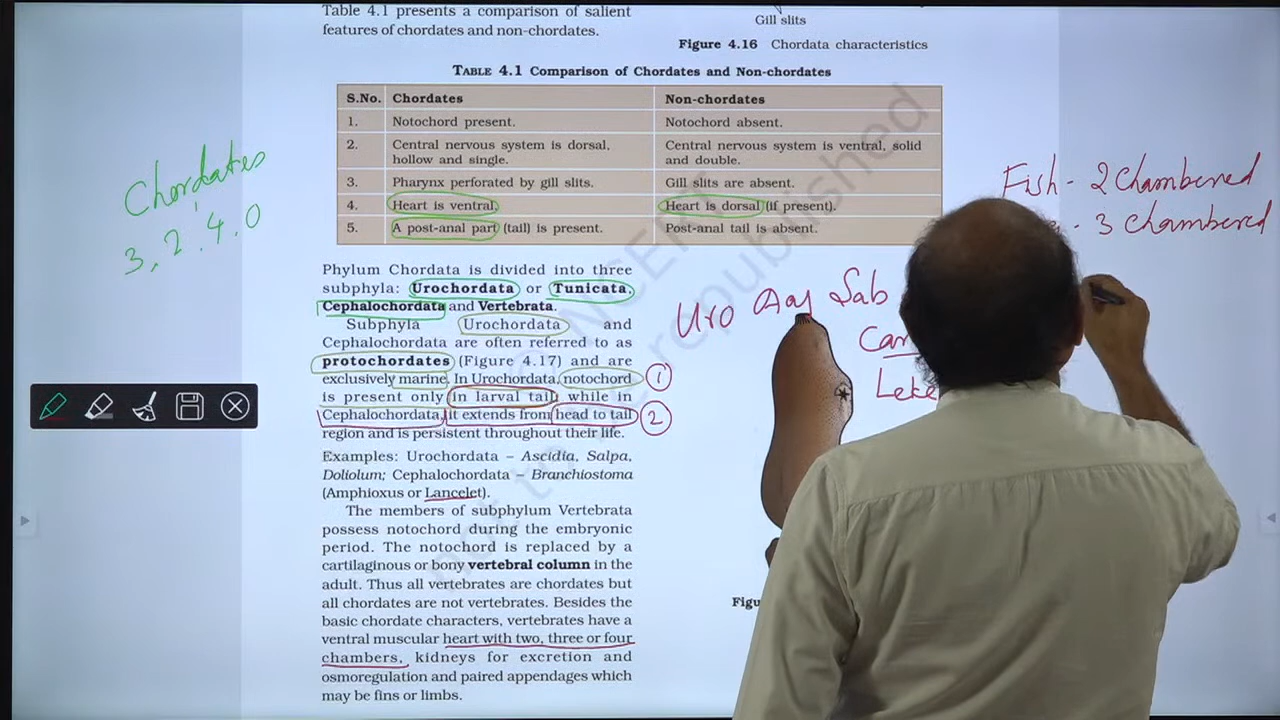 Table 4.1 presents a comparison of salient
features of chordates and non-chordates.
Gill slits
Figure 4.16 Chordata characteristics
TABLE 4.1 Comparison of Chordates and Non-chordates
S.No. Chordates Non-chordates
1. Notochord present. Notochord absent.
2. Central nervous system is dorsal, hollow and single. Central nervous system is ventral, solid and double.
3. Pharynx perforated by gill slits. Gill slits are absent.
4. Heart is ventral. Heart is dorsal (if present).
5. A post-anal part (tail) is present. Post-anal tail is absent.
Chordates
3, 2, 4.0
Fish - 2 Chambered
- 3 Chambered
Phylum Chordata is divided into three
subphyla: Urochordata or Tunicata,
Cephalochordata and Vertebrata.
Subphyla Urochordata and
Cephalochordata are often referred to as
protochordates (Figure 4.17) and are
exclusively marine. In Urochordata, notochord 1
is present only in larval tail, while in
Cephalochordata, it extends from head to tail 2
region and is persistent throughout their life.
Examples: Urochordata – Ascidia, Salpa,
Doliolum; Cephalochordata – Branchiostoma
(Amphioxus or Lancelet).
The members of subphylum Vertebrata
possess notochord during the embryonic
period. The notochord is replaced by a
cartilaginous or bony vertebral column in the
adult. Thus all vertebrates are chordates but
all chordates are not vertebrates. Besides the
basic chordate characters, vertebrates have a
ventral muscular heart with two, three or four
chambers, kidneys for excretion and
osmoregulation and paired appendages which
may be fins or limbs.
Uro Aaj Sab
Figu